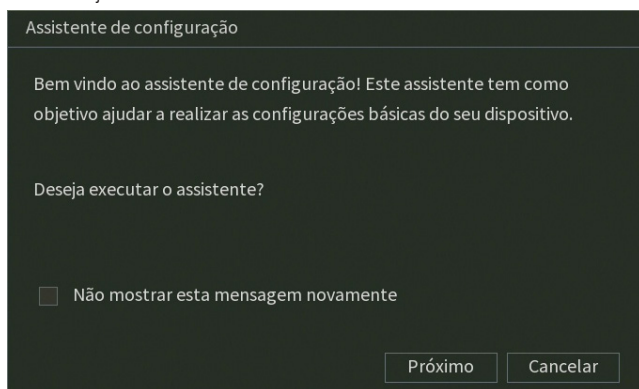 Assistente de configuração
Bem vindo ao assistente de configuração! Este assistente tem como
objetivo ajudar a realizar as configurações básicas do seu dispositivo.
Deseja executar o assistente?
Não mostrar esta mensagem novamente
Próximo Cancelar